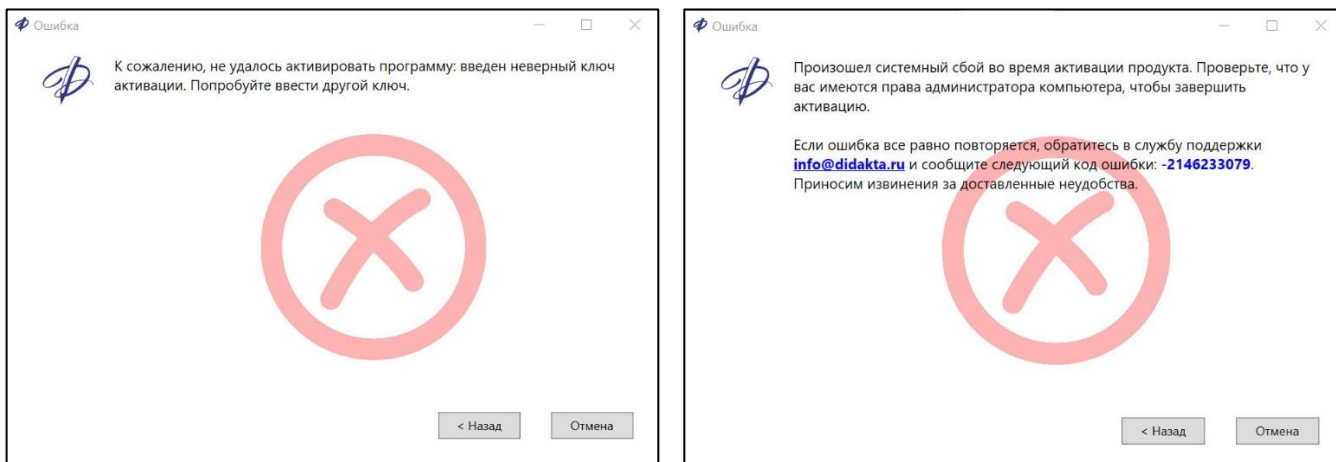 Ошибка
К сожалению, не удалось активировать программу: введен неверный ключ
активации. Попробуйте ввести другой ключ.
< Назад
Отмена
Ошибка
Произошел системный сбой во время активации продукта. Проверьте, что у
вас имеются права администратора компьютера, чтобы завершить
активацию.
Если ошибка все равно повторяется, обратитесь в службу поддержки
info@didakta.ru и сообщите следующий код ошибки: -2146233079.
Приносим извинения за доставленные неудобства.
< Назад
Отмена